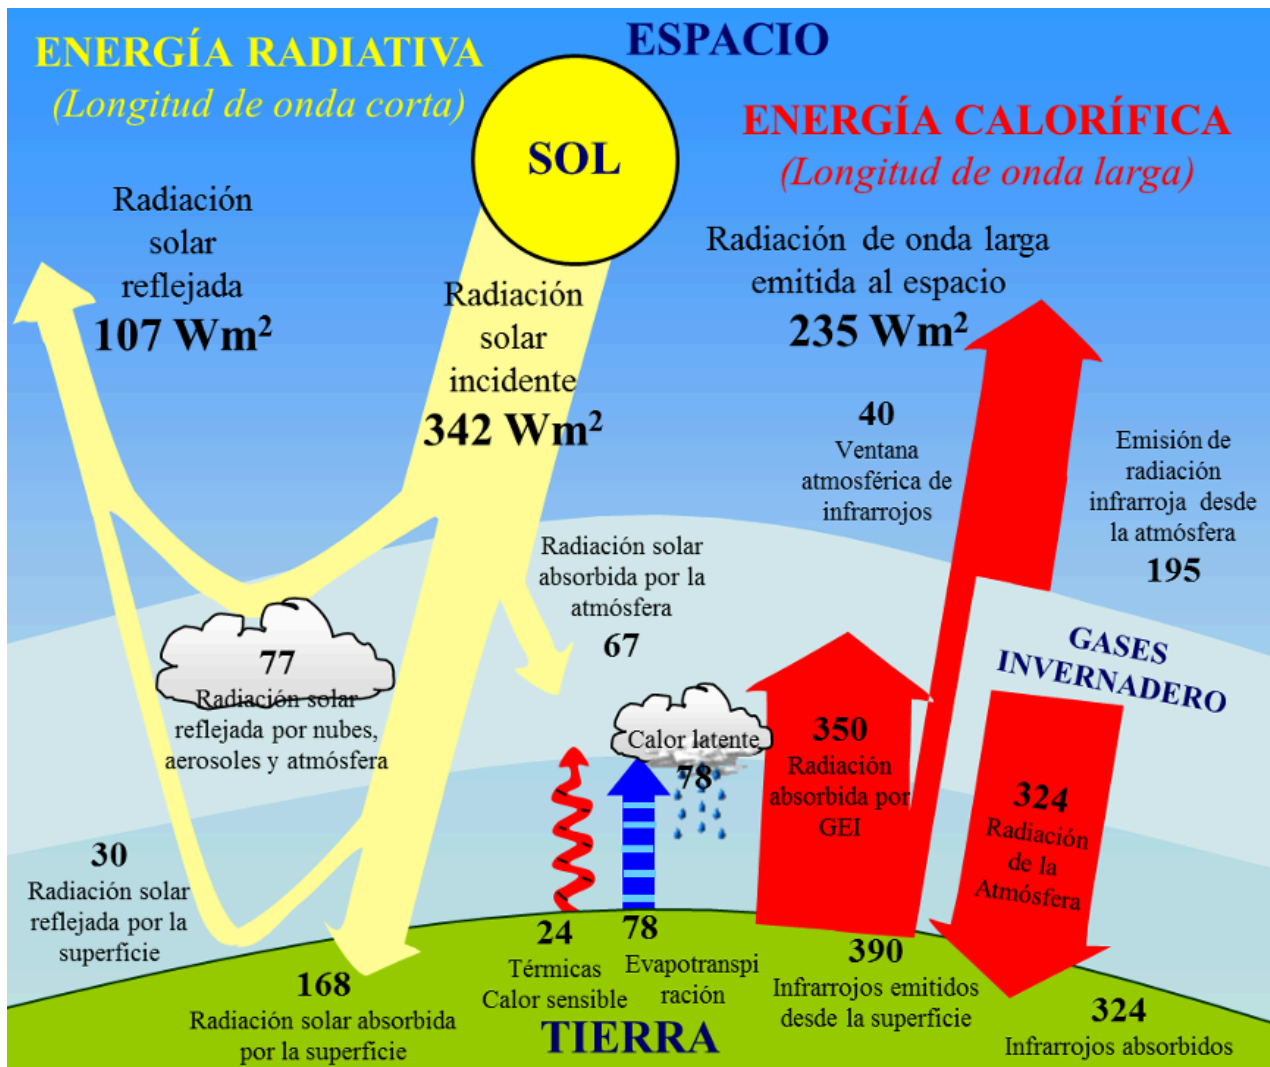 ENERGÍA RADIATIVA
(Longitud de onda corta)
ESPACIO
SOL
ENERGÍA CALORÍFICA
(Longitud de onda larga)
Radiación
solar
reflejada
107 Wm²
Radiación
solar
incidente
342 Wm²
Radiación de onda larga
emitida al espacio
235 Wm²
40
Ventana
atmosférica de
infrarrojos
Emisión de
radiación
infrarroja desde
la atmósfera
195
Radiación solar
absorbida por la
atmósfera
67
77
Radiación solar
reflejada por nubes,
aerosoles y atmósfera
GASES
INVERNADERO
Calor latente
78
350
Radiación
absorbida por
GEI
324
Radiación
de la
Atmósfera
30
Radiación solar
reflejada por la
superficie
168
Radiación solar absorbida
por la superficie
24
Térmicas
Calor sensible
78
Evapotranspi
ración
390
Infrarrojos emitidos
desde la superficie
324
Infrarrojos absorbidos
TIERRA